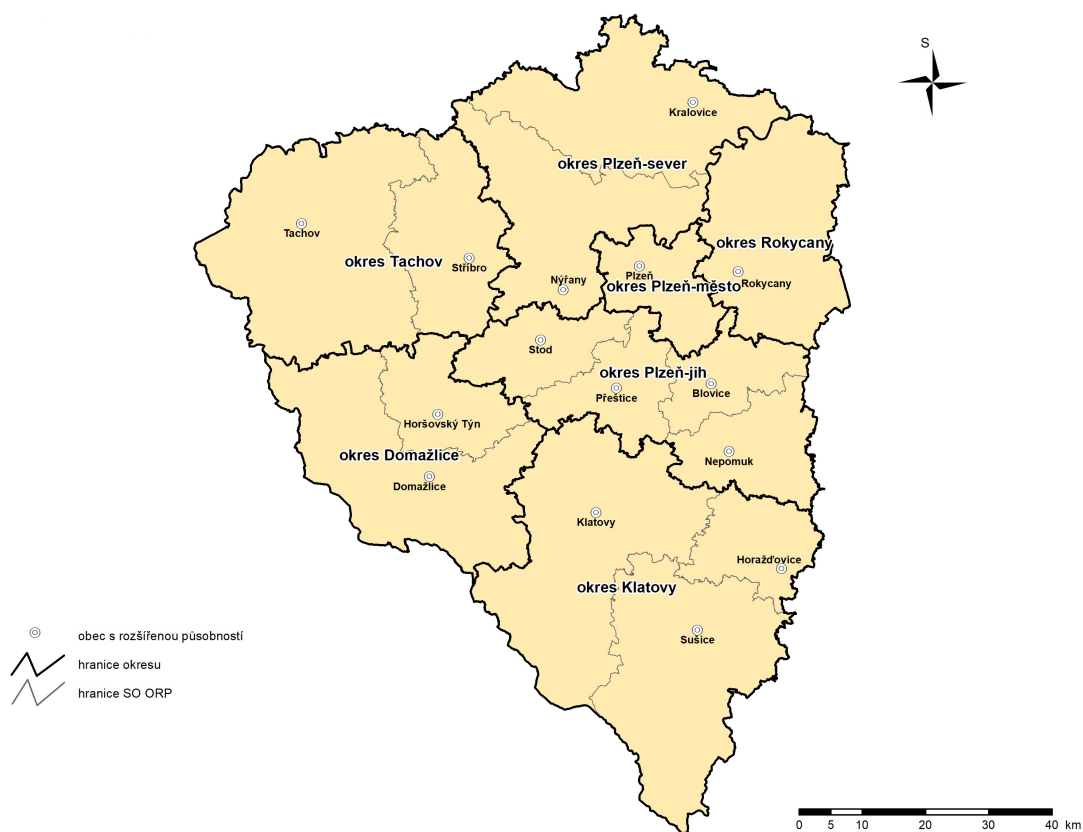 S
Kralovice
okres Plzeň-sever
Tachov
okres Rokycany
okres Tachov
Stříbro
Plzeň
Nýřany
okres Plzeň-město
Rokycany
Stod
okres Plzeň-jih
Přeštice
Blovice
Horšovský Týn
okres Domažlice
Nepomuk
Domažlice
Klatovy
Horažďovice
okres Klatovy
Sušice
obec s rozšířenou působností
hranice okresu
hranice SO ORP
0 5 10 20 30 40 km